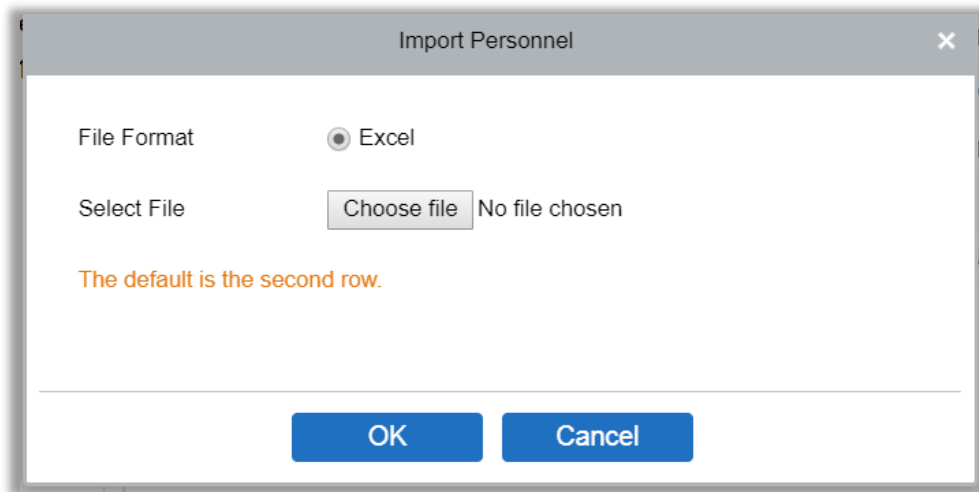 Import Personnel
File Format Excel
Select File Choose file No file chosen
The default is the second row.
OK Cancel